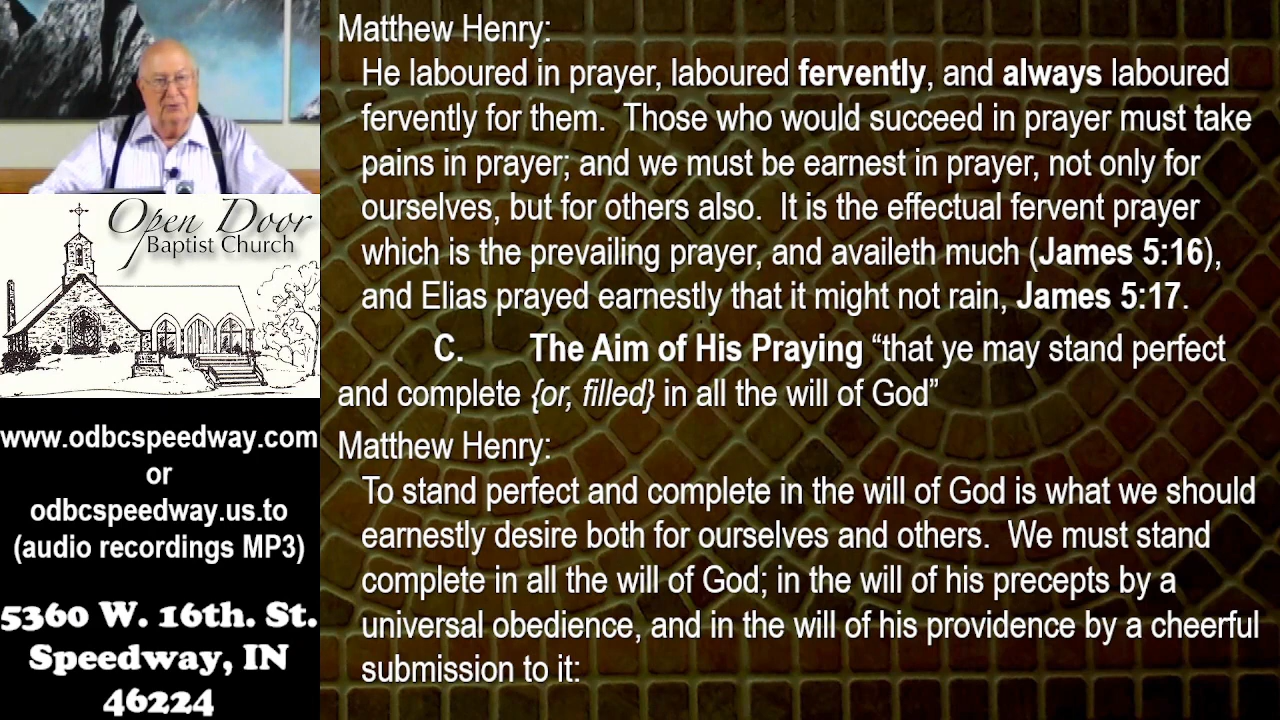 Matthew Henry:
He laboured in prayer, laboured fervently, and always laboured
fervently for them.  Those who would succeed in prayer must take
pains in prayer; and we must be earnest in prayer, not only for
ourselves, but for others also.  It is the effectual fervent prayer
which is the prevailing prayer, and availeth much (James 5:16),
and Elias prayed earnestly that it might not rain, James 5:17.
C. The Aim of His Praying “that ye may stand perfect
and complete {or, filled} in all the will of God”
Matthew Henry:
To stand perfect and complete in the will of God is what we should
earnestly desire both for ourselves and others.  We must stand
complete in all the will of God; in the will of his precepts by a
universal obedience, and in the will of his providence by a cheerful
submission to it:
Open Door
Baptist Church
www.odbcspeedway.com
or
odbcspeedway.us.to
(audio recordings MP3)
5360 W. 16th. St.
Speedway, IN
46224